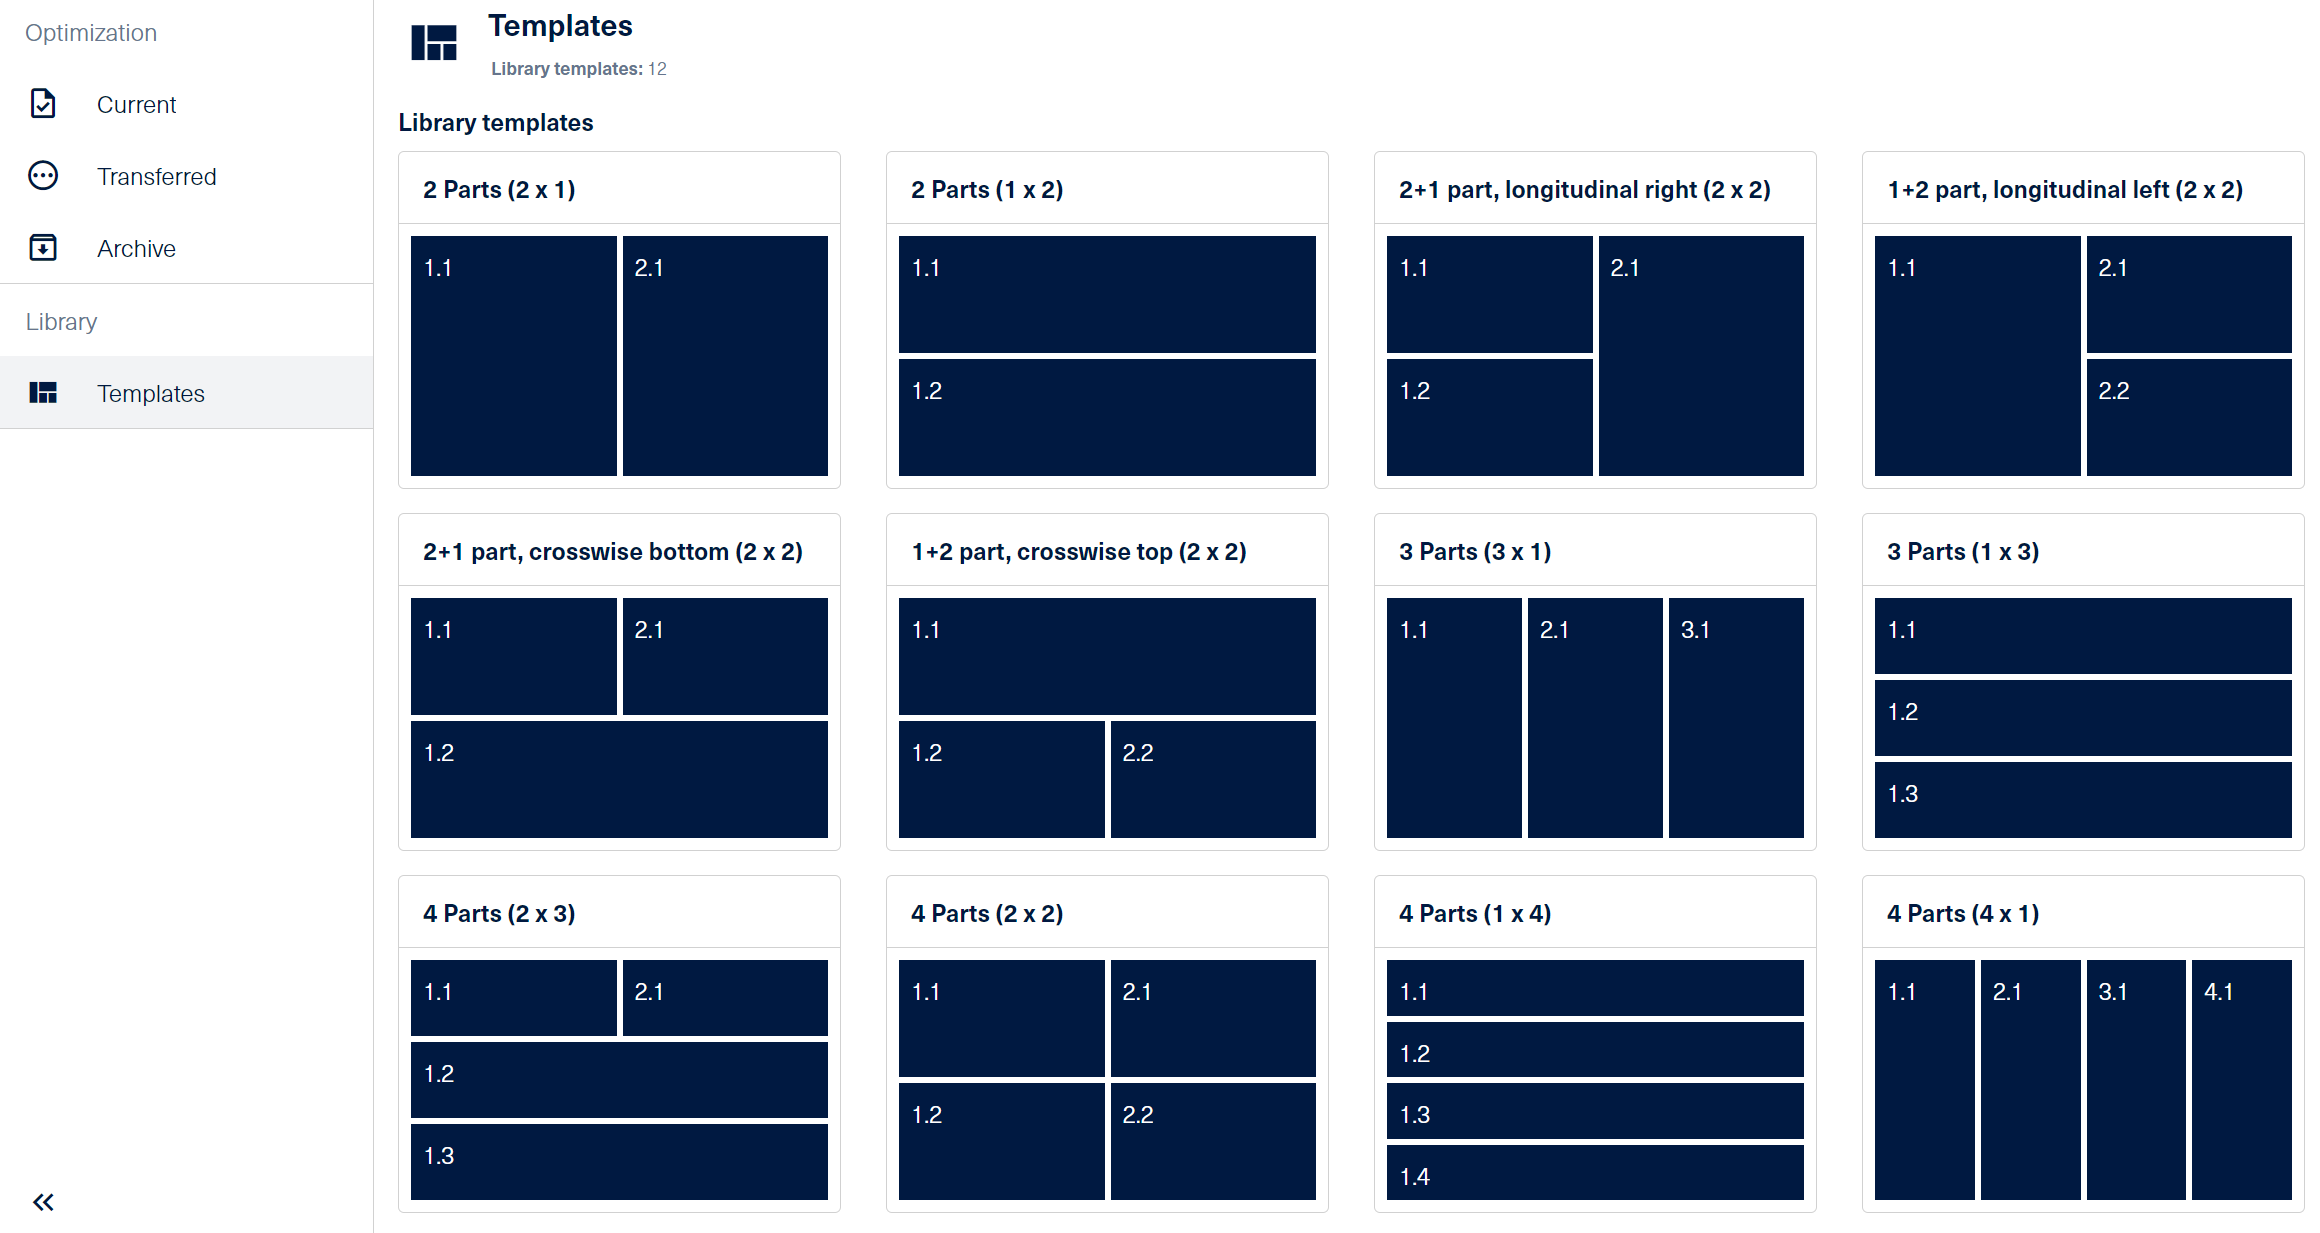 Optimization
Current
Transferred
Archive
Library
Templates
Templates
Library templates: 12
Library templates
2 Parts (2 x 1)
1.1 2.1
2 Parts (1 x 2)
1.1
1.2
2+1 part, longitudinal right (2 x 2)
1.1 2.1
1.2
1+2 part, longitudinal left (2 x 2)
1.1 2.1
2.2
2+1 part, crosswise bottom (2 x 2)
1.1 2.1
1.2
1+2 part, crosswise top (2 x 2)
1.1
1.2 2.2
3 Parts (3 x 1)
1.1 2.1 3.1
3 Parts (1 x 3)
1.1
1.2
1.3
4 Parts (2 x 3)
1.1 2.1
1.2
1.3
4 Parts (2 x 2)
1.1 2.1
1.2 2.2
4 Parts (1 x 4)
1.1
1.2
1.3
1.4
4 Parts (4 x 1)
1.1 2.1 3.1 4.1